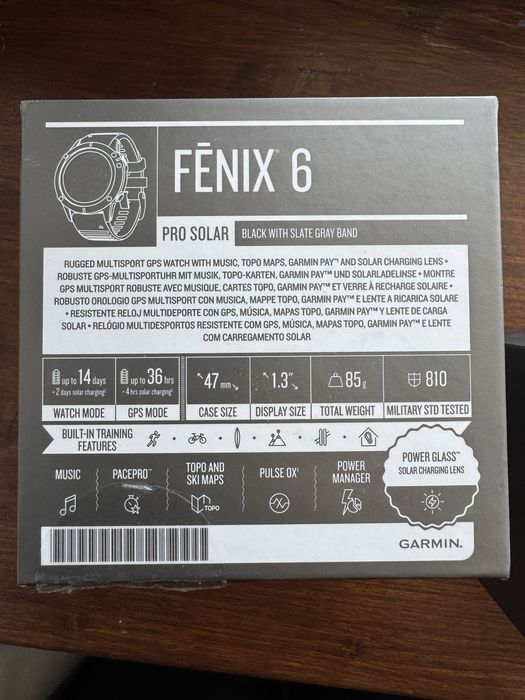 FĒNIX® 6
PRO SOLAR BLACK WITH SLATE GRAY BAND
RUGGED MULTISPORT GPS WATCH WITH MUSIC, TOPO MAPS, GARMIN PAY™ AND SOLAR CHARGING LENS •
ROBUSTE GPS-MULTISPORTUHR MIT MUSIK, TOPO-KARTEN, GARMIN PAY™ UND SOLARLADELINSE • MONTRE
GPS MULTISPORT ROBUSTE AVEC MUSIQUE, CARTES TOPO, GARMIN PAY™ ET VERRE À RECHARGE SOLAIRE •
ROBUSTO OROLOGIO GPS MULTISPORT CON MUSICA, MAPPE TOPO, GARMIN PAY™ E LENTE A RICARICA SOLARE
• RESISTENTE RELOJ MULTIDEPORTE CON GPS, MÚSICA, MAPAS TOPO, GARMIN PAY™ Y LENTE DE CARGA
SOLAR • RELÓGIO MULTIDESPORTOS RESISTENTE COM GPS, MÚSICA, MAPAS TOPO, GARMIN PAY™ E LENTE
COM CARREGAMENTO SOLAR
up to 14 days
+ 2 days solar charging²
WATCH MODE
up to 36 hrs
+ 4 hrs solar charging³
GPS MODE
47 mm
CASE SIZE
1.3"
DISPLAY SIZE
85 g
TOTAL WEIGHT
810
MILITARY STD TESTED
BUILT-IN TRAINING
FEATURES
POWER GLASS™
SOLAR CHARGING LENS
MUSIC
PACEPRO™
TOPO AND
SKI MAPS
TOPO
PULSE OX⁴
POWER
MANAGER
GARMIN.